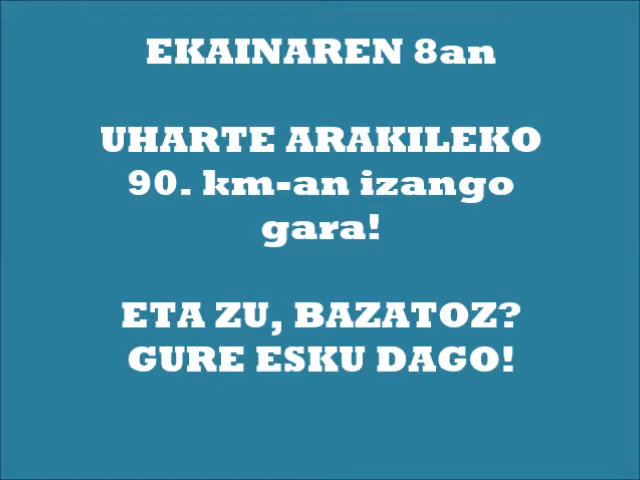 EKAINAREN 8an
UHARTE ARAKILEKO
90. km-an izango
gara!
ETA ZU, BAZATOZ?
GURE ESKU DAGO!